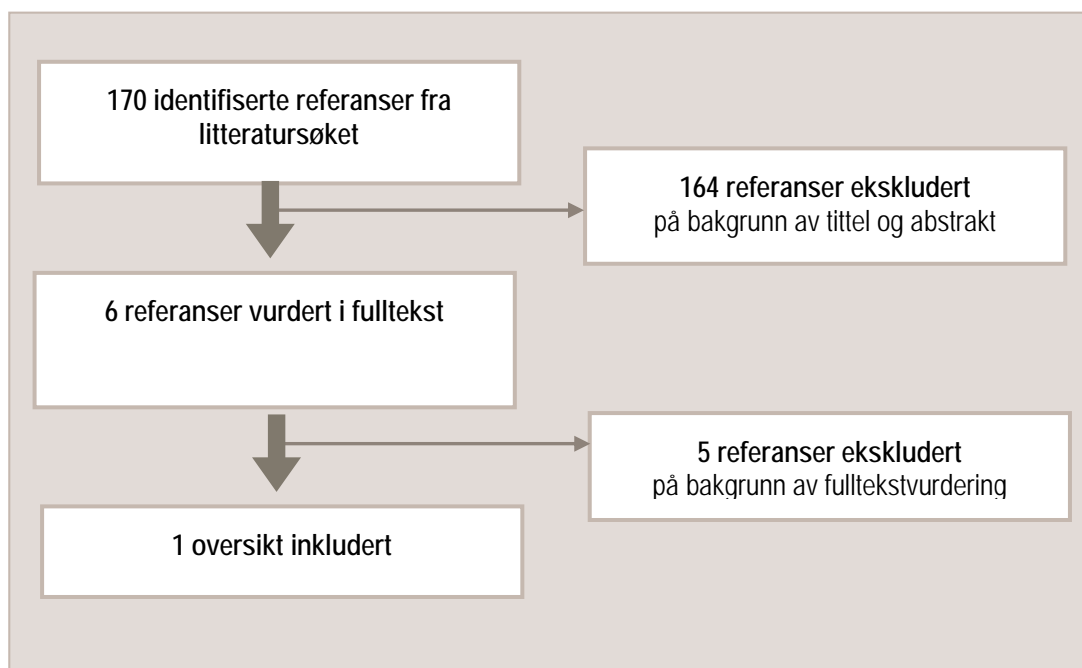 170 identifiserte referanser fra
litteratursøket
164 referanser ekskludert
på bakgrunn av tittel og abstrakt
6 referanser vurdert i fulltekst
5 referanser ekskludert
på bakgrunn av fulltekstvurdering
1 oversikt inkludert